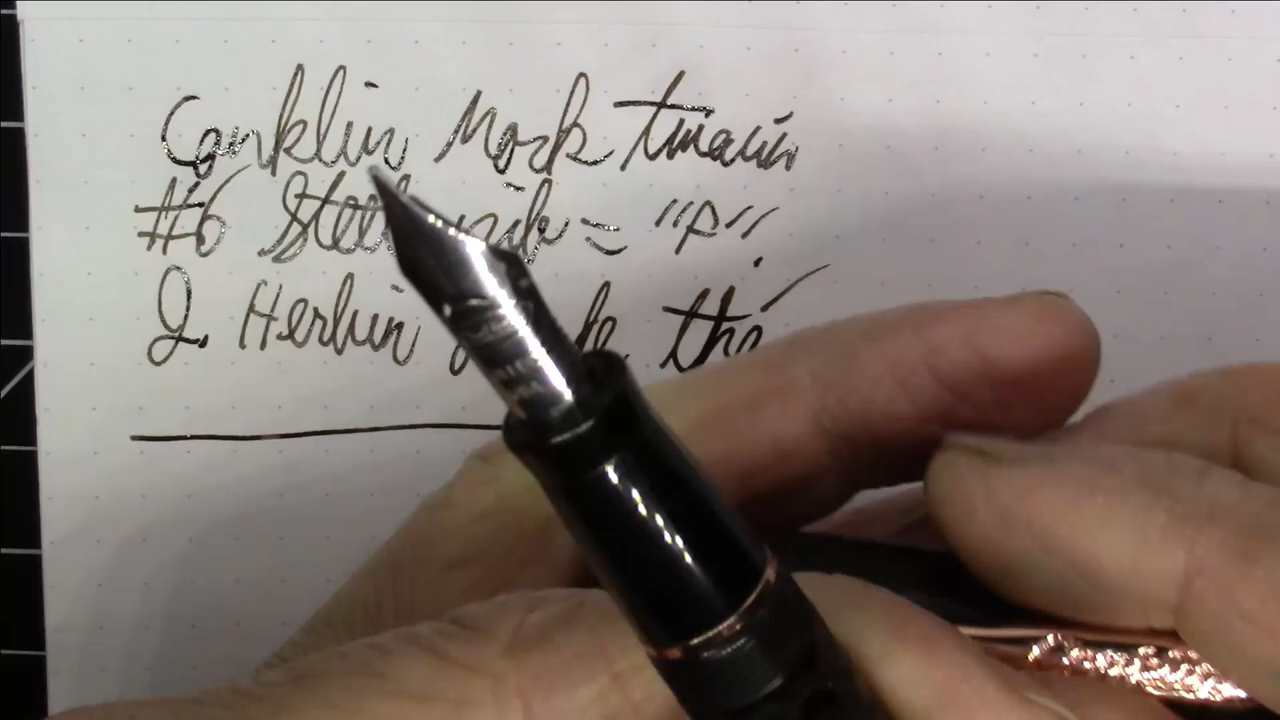 Conklin Mark Twain
#6 Steel nib = "F"
J. Herbin thé